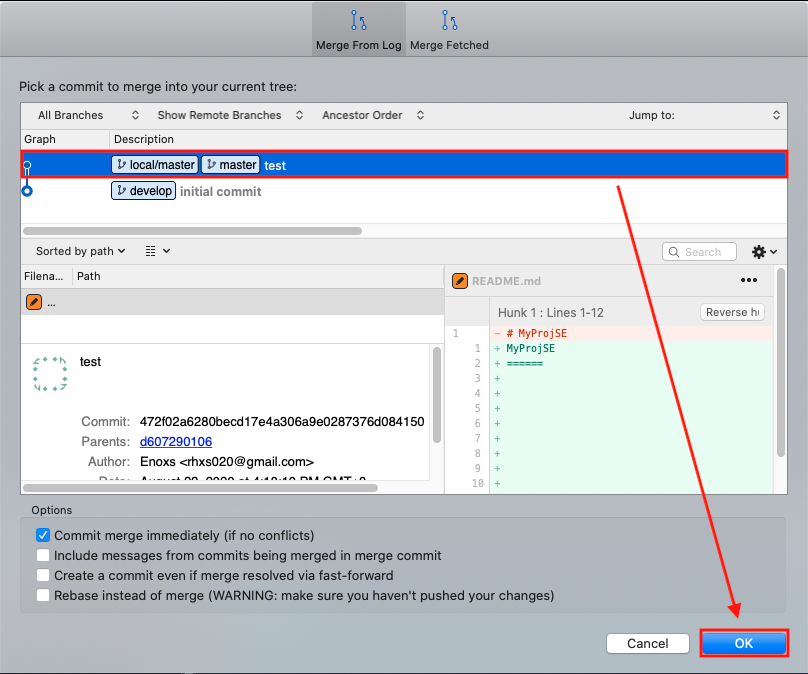 Merge From Log Merge Fetched
Pick a commit to merge into your current tree:
All Branches Show Remote Branches Ancestor Order Jump to:
Graph Description
local/master master test
develop initial commit
Sorted by path Search
Filena... Path
...
README.md
Hunk 1 : Lines 1-12 Reverse hu
1 - # MyProjSE
1 + MyProjSE
2 + ======
3 +
4 +
5 +
6 +
7 +
8 +
9 +
10 +
test
Commit: 472f02a6280becd17e4a306a9e0287376d084150
Parents: d607290106
Author: Enoxs <rhxs020@gmail.com>
Options
Commit merge immediately (if no conflicts)
Include messages from commits being merged in merge commit
Create a commit even if merge resolved via fast-forward
Rebase instead of merge (WARNING: make sure you haven't pushed your changes)
Cancel OK